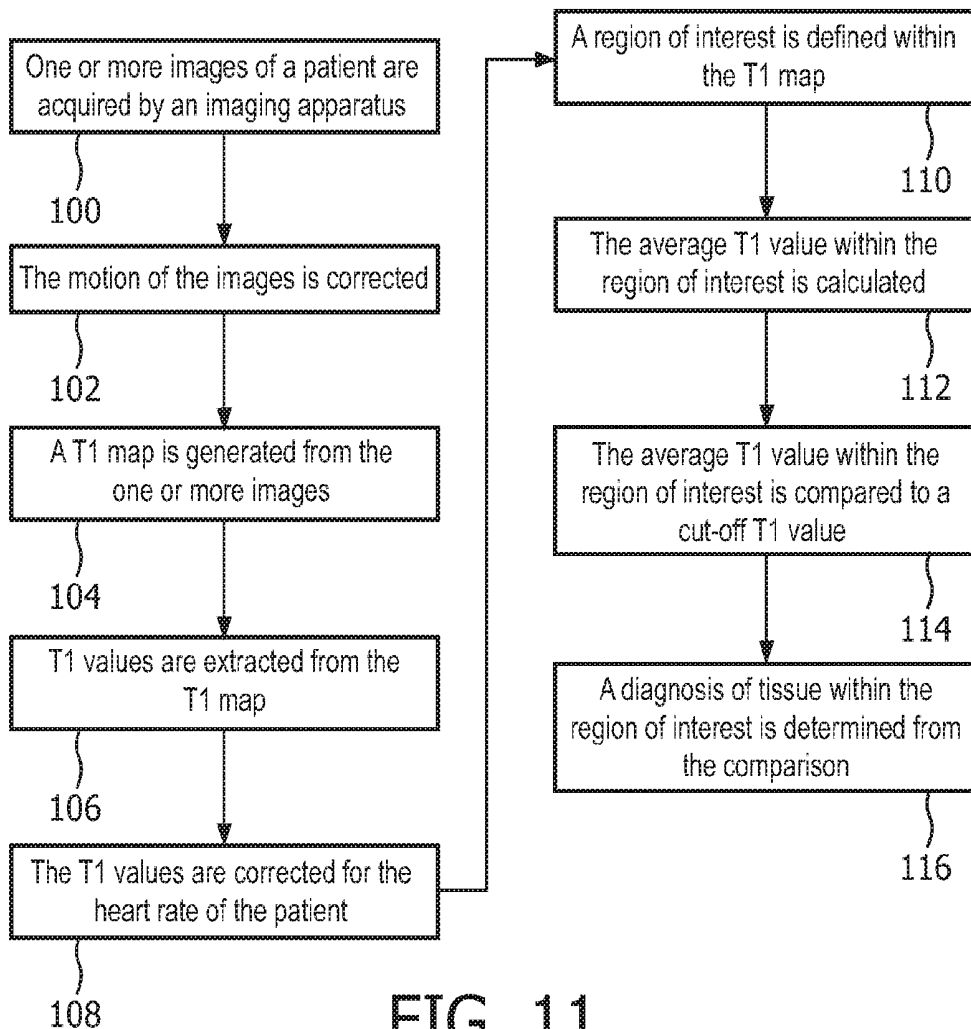 One or more images of a patient are
acquired by an imaging apparatus
100
The motion of the images is corrected
102
A T1 map is generated from the
one or more images
104
T1 values are extracted from the
T1 map
106
The T1 values are corrected for the
heart rate of the patient
108
A region of interest is defined within
the T1 map
110
The average T1 value within the
region of interest is calculated
112
The average T1 value within the
region of interest is compared to a
cut-off T1 value
114
A diagnosis of tissue within the
region of interest is determined from
the comparison
116
FIG. 11